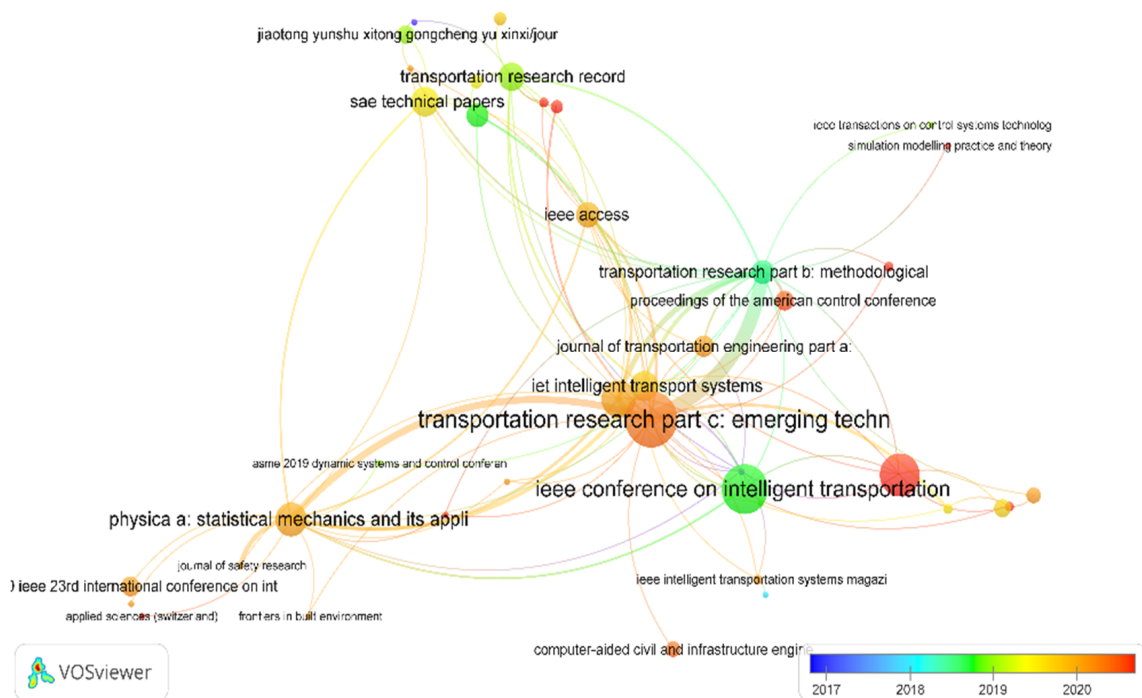 jiaotong yunshu xitong gongcheng yu xinxi/jour
transportation research record
sae technical papers
ieee transactions on control systems technolog
simulation modelling practice and theory
ieee access
transportation research part b: methodological
proceedings of the american control conference
journal of transportation engineering part a:
iet intelligent transport systems
transportation research part c: emerging techn
asme 2019 dynamic systems and control conferen
ieee conference on intelligent transportation
physica a: statistical mechanics and its appli
journal of safety research
ieee intelligent transportation systems magazi
ieee 23rd international conference on int
applied sciences (switzerland)
frontiers in built environment
computer-aided civil and infrastructure engine
VOSviewer
2017 2018 2019 2020